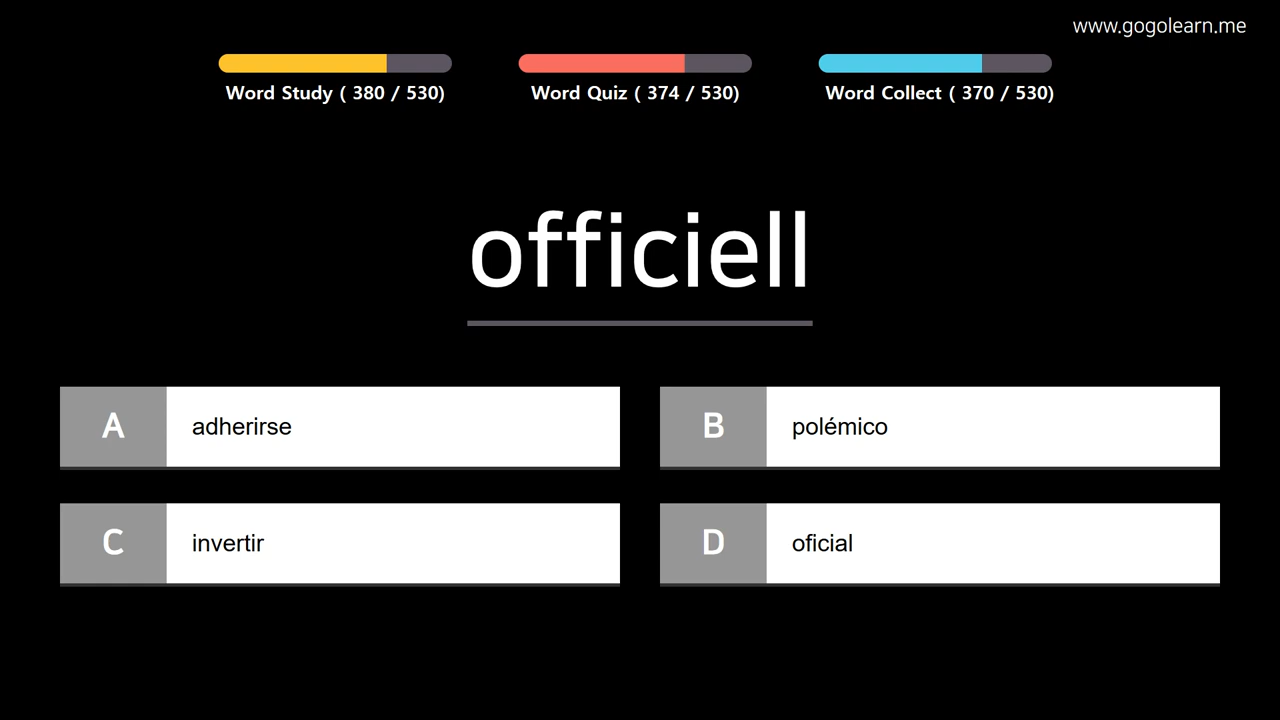 www.gogolearn.me
Word Study ( 380 / 530)
Word Quiz ( 374 / 530)
Word Collect ( 370 / 530)
officiell
A adherirse
B polémico
C invertir
D oficial